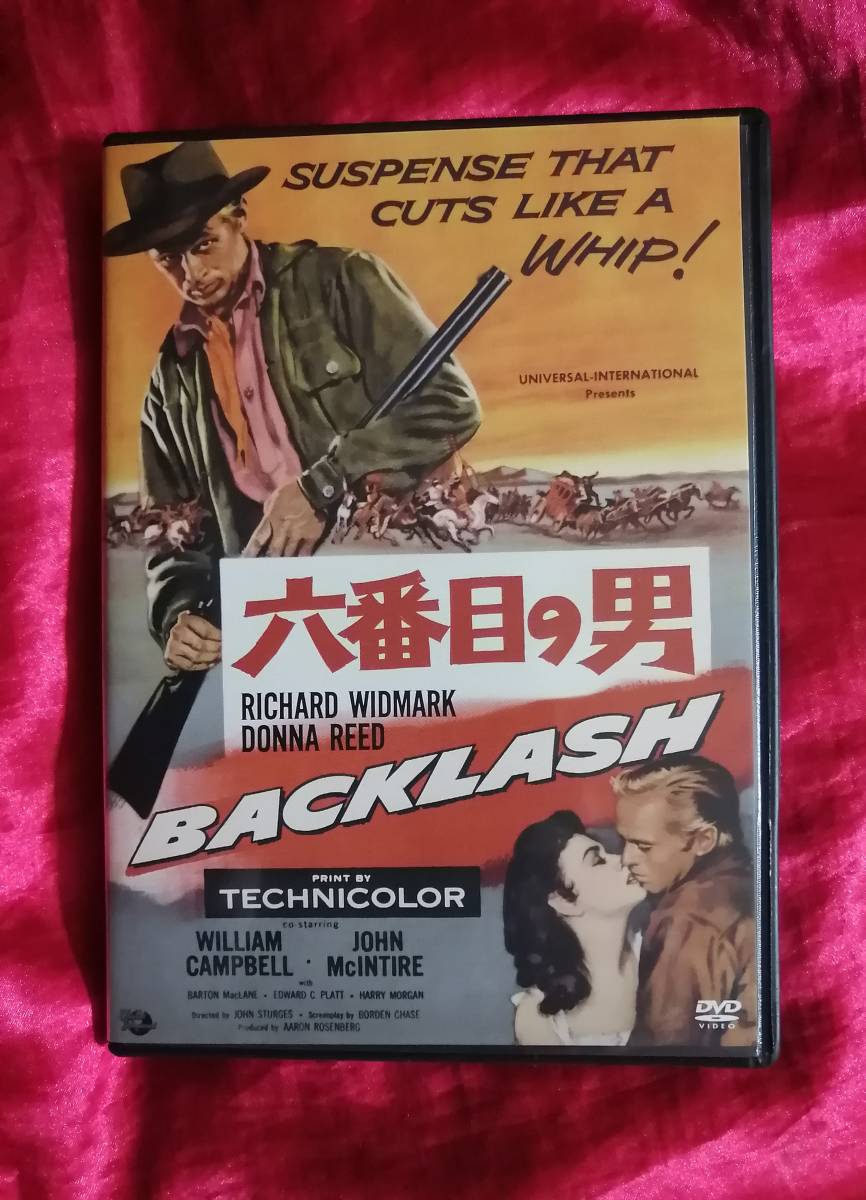 SUSPENSE THAT
CUTS LIKE A
WHIP!
UNIVERSAL-INTERNATIONAL
Presents
六番目の男
RICHARD WIDMARK
DONNA REED
BACKLASH
PRINT BY
TECHNICOLOR
co-starring
WILLIAM CAMPBELL · JOHN McINTIRE
with
BARTON MacLANE · EDWARD C. PLATT · HARRY MORGAN
Directed by JOHN STURGES · Screenplay by BORDEN CHASE
Produced by AARON ROSENBERG
DVD
VIDEO